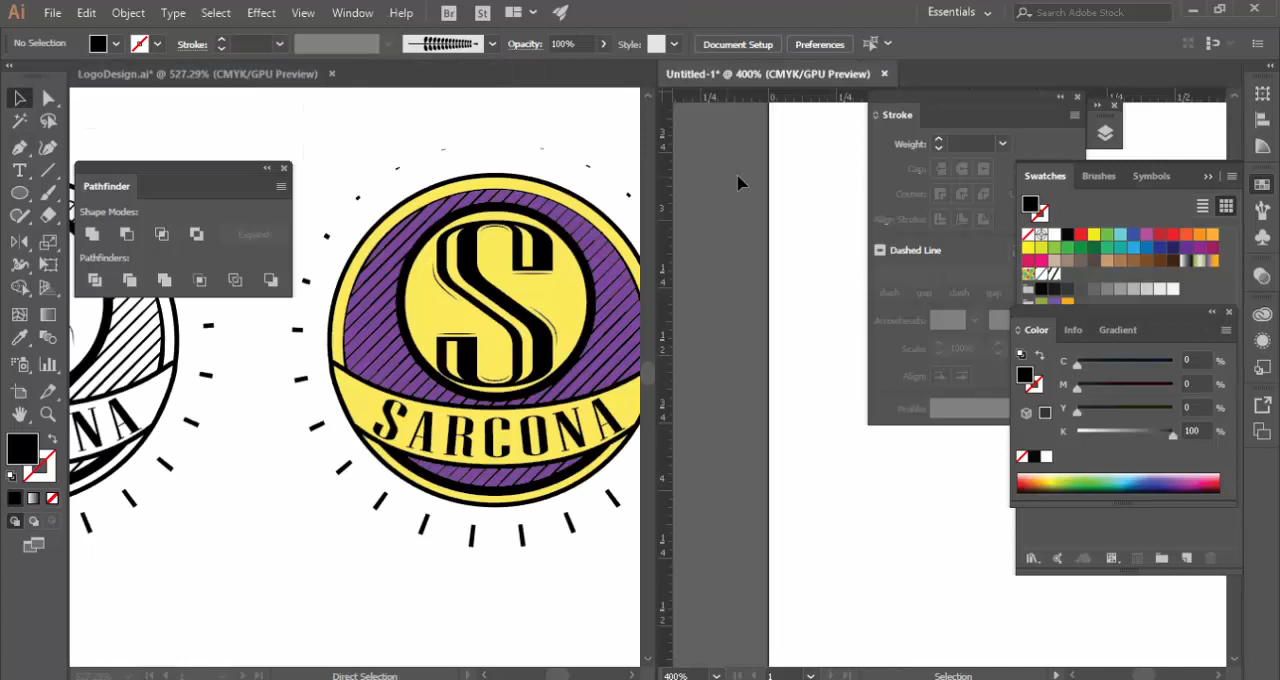 Ai File Edit Object Type Select Effect View Window Help Br St Essentials Search Adobe Stock
No Selection Stroke: Opacity: 100% Style: Document Setup Preferences
LogoDesign.ai* @ 527.29% (CMYK/GPU Preview) Untitled-1* @ 400% (CMYK/GPU Preview)
Pathfinder
Shape Modes:
Expand
Pathfinders:
S
SARCONA
NA
Stroke
Weight:
Cap:
Corner:
Align Stroke:
Dashed Line
dash gap dash gap
Arrowheads:
Scale: 100%
Align:
Profile:
Swatches Brushes Symbols
Color Info Gradient
C 0 %
M 0 %
Y 0 %
K 100 %
527.29% 1 Direct Selection 400% 1 Selection